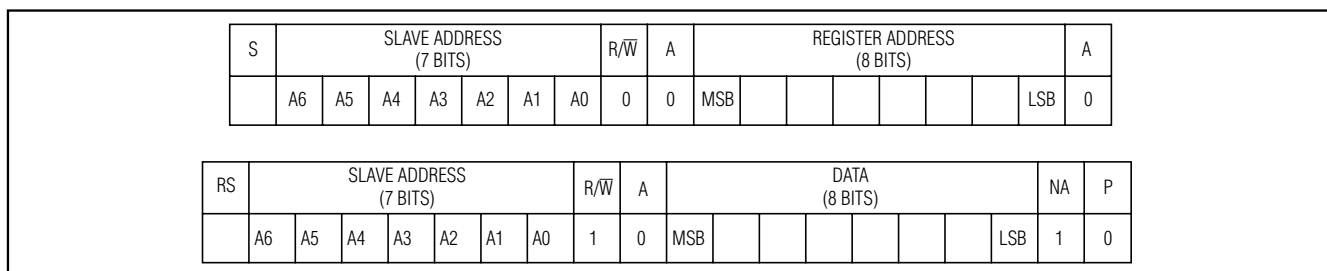 S SLAVE ADDRESS R/W̅ A REGISTER ADDRESS A
(7 BITS) (8 BITS)
A6 A5 A4 A3 A2 A1 A0 0 0 MSB LSB 0
RS SLAVE ADDRESS R/W̅ A DATA NA P
(7 BITS) (8 BITS)
A6 A5 A4 A3 A2 A1 A0 1 0 MSB LSB 1 0